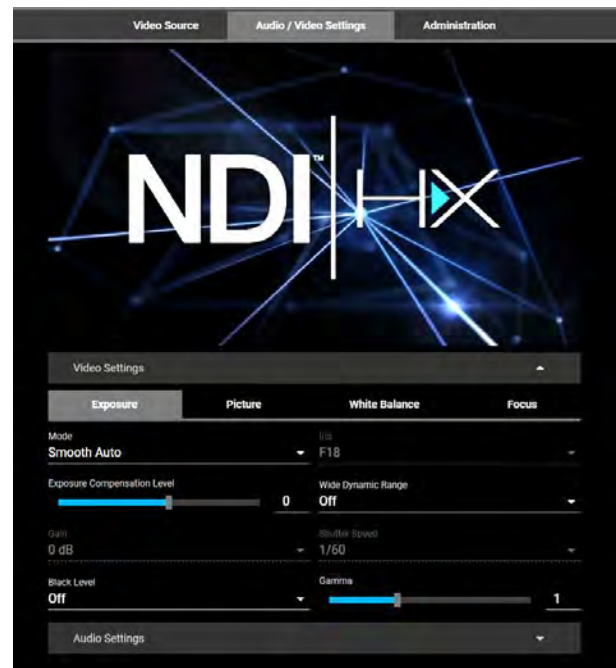 Video Source Audio / Video Settings Administration
NDI™ HX
Video Settings
Exposure Picture White Balance Focus
Mode Iris
Smooth Auto F18
Exposure Compensation Level 0 Wide Dynamic Range
Off
Gain Shutter Speed
0 dB 1/60
Black Level Gamma
Off 1
Audio Settings